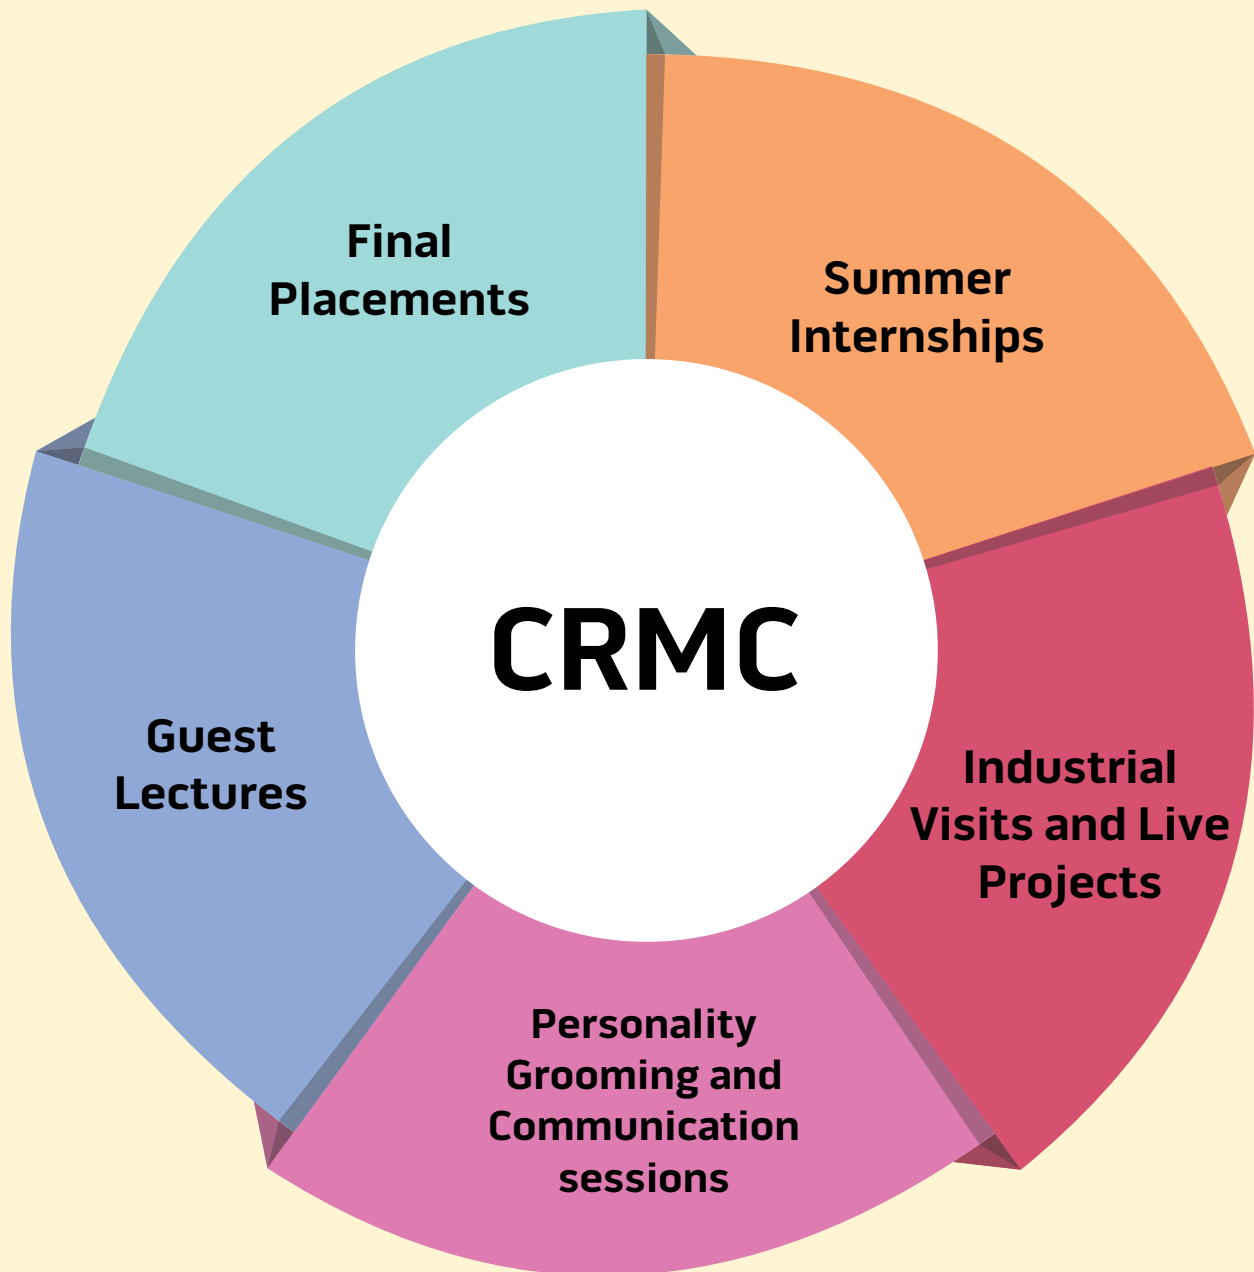 Final
Placements
Summer
Internships
CRMC
Guest
Lectures
Industrial
Visits and Live
Projects
Personality
Grooming and
Communication
sessions